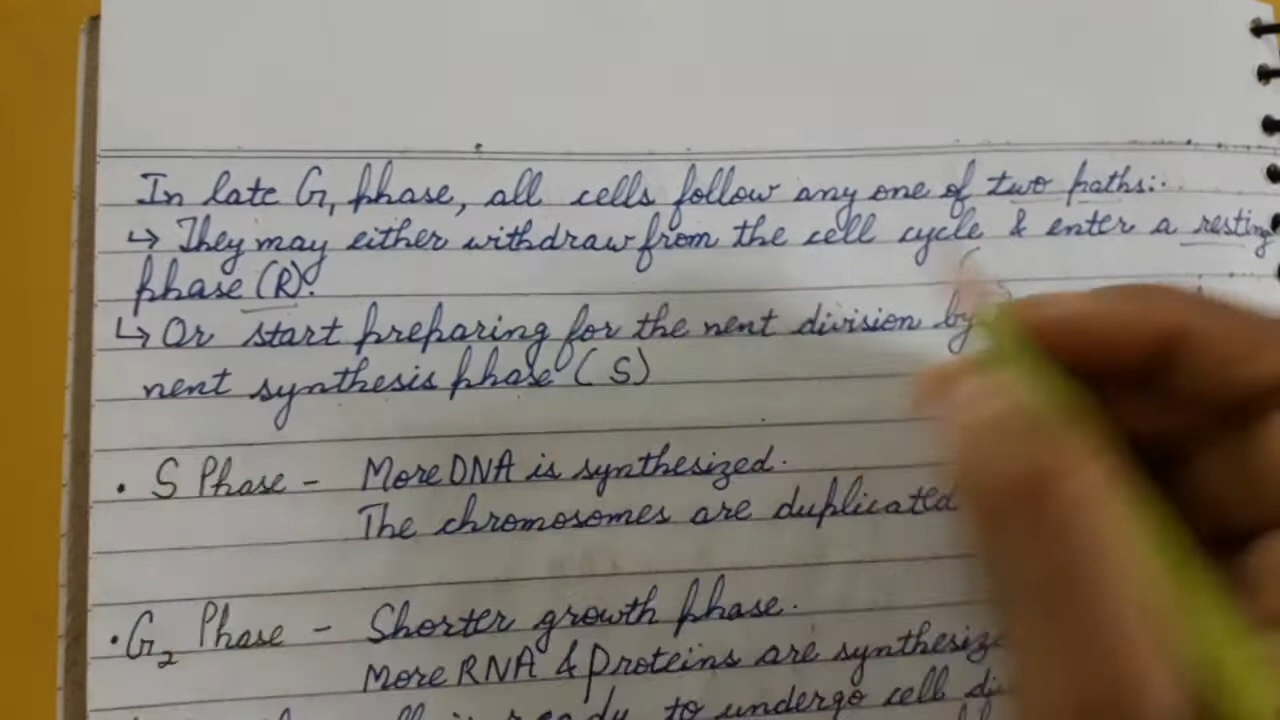 In late G₁ phase, all cells follow any one of two paths:-
↳ They may either withdraw from the cell cycle & enter a resting
phase (R).
↳ Or start preparing for the next division by
next synthesis phase (S)
• S Phase - More DNA is synthesized.
The chromosomes are duplicated
• G₂ Phase - Shorter growth phase.
More RNA & Proteins are synthesize
to undergo cell